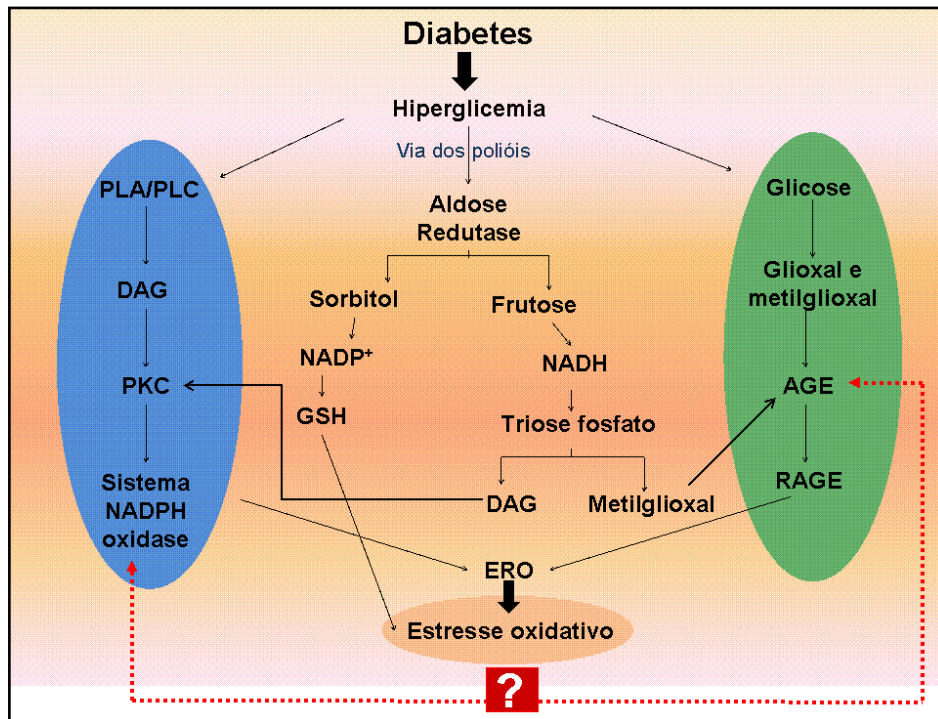 Diabetes
Hiperglicemia
Via dos polióis
PLA/PLC
DAG
PKC
Sistema
NADPH
oxidase
Aldose
Redutase
Sorbitol
NADP⁺
GSH
Frutose
NADH
Triose fosfato
DAG
Metilglioxal
Glicose
Glioxal e
metilglioxal
AGE
RAGE
ERO
Estresse oxidativo
?